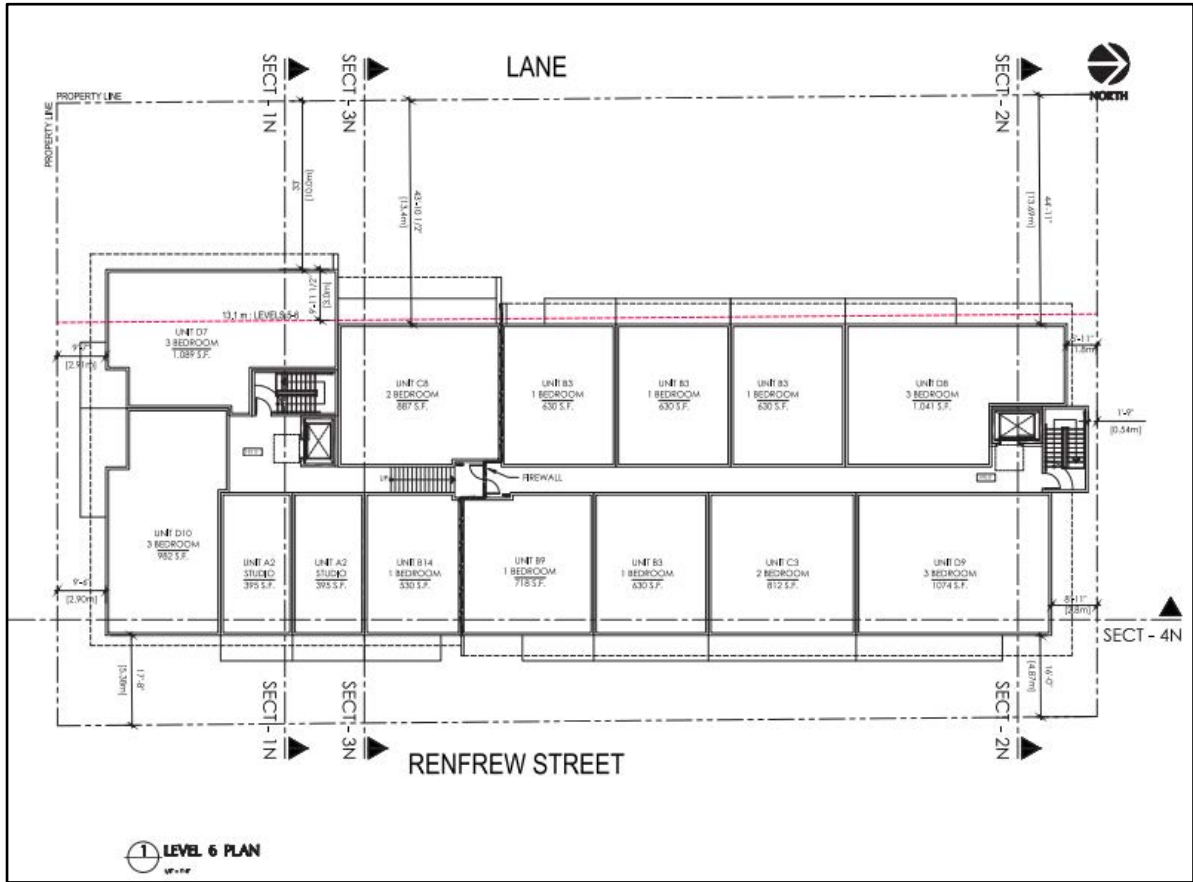 LANE
NORTH
SECT - 1N
SECT - 3N
SECT - 2N
PROPERTY LINE
PROPERTY LINE
33'
[10.0m]
43'-10 1/2"
[13.4m]
44'-11"
[13.69m]
9'-11 1/2"
[3.0m]
13.1 m : LEVELS 5-6
UNIT D7
3 BEDROOM
1,089 S.F.
9'-7"
[2.91m]
UNIT C8
2 BEDROOM
887 S.F.
UNIT B3
1 BEDROOM
630 S.F.
UNIT B3
1 BEDROOM
630 S.F.
UNIT B3
1 BEDROOM
630 S.F.
UNIT D8
3 BEDROOM
1,041 S.F.
5'-11"
[1.8m]
1'-9"
[0.54m]
UP
FIREWALL
UNIT D10
3 BEDROOM
982 S.F.
UNIT A2
STUDIO
395 S.F.
UNIT A2
STUDIO
395 S.F.
UNIT B14
1 BEDROOM
530 S.F.
UNIT B9
1 BEDROOM
718 S.F.
UNIT B3
1 BEDROOM
630 S.F.
UNIT C3
2 BEDROOM
812 S.F.
UNIT D9
3 BEDROOM
1074 S.F.
9'-6"
[2.90m]
[2.8m]
SECT - 4N
17'-8"
[5.38m]
16'-0"
[4.87m]
SECT - 1N
SECT - 3N
SECT - 2N
RENFREW STREET
1 LEVEL 6 PLAN